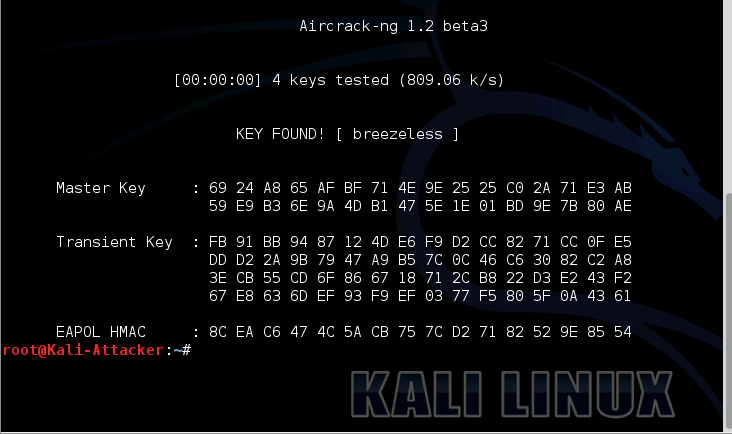 Aircrack-ng 1.2 beta3
[00:00:00] 4 keys tested (809.06 k/s)
KEY FOUND! [ breezeless ]
Master Key : 69 24 A8 65 AF BF 71 4E 9E 25 25 C0 2A 71 E3 AB
59 E9 B3 6E 9A 4D B1 47 5E 1E 01 BD 9E 7B 80 AE
Transient Key : FB 91 BB 94 87 12 4D E6 F9 D2 CC 82 71 CC 0F E5
DD D2 2A 9B 79 47 A9 B5 7C 0C 46 C6 30 82 C2 A8
3E CB 55 CD 6F 86 67 18 71 2C B8 22 D3 E2 43 F2
67 E8 63 6D EF 93 F9 EF 03 77 F5 80 5F 0A 43 61
EAPOL HMAC : 8C EA C6 47 4C 5A CB 75 7C D2 71 82 52 9E 85 54
root@Kali-Attacker:~#
KALI LINUX